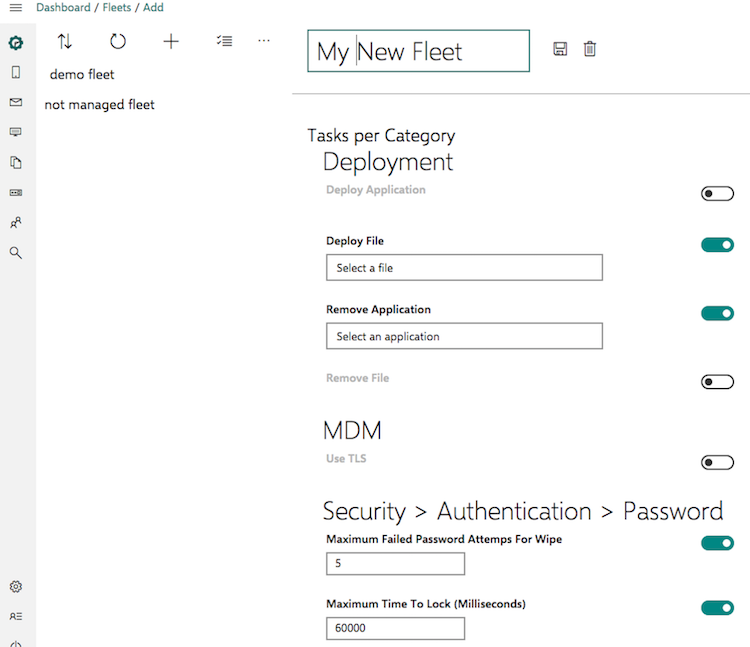 Dashboard / Fleets / Add
demo fleet
not managed fleet
My New Fleet
Tasks per Category
Deployment
Deploy Application
Deploy File
Select a file
Remove Application
Select an application
Remove File
MDM
Use TLS
Security > Authentication > Password
Maximum Failed Password Attemps For Wipe
5
Maximum Time To Lock (Milliseconds)
60000